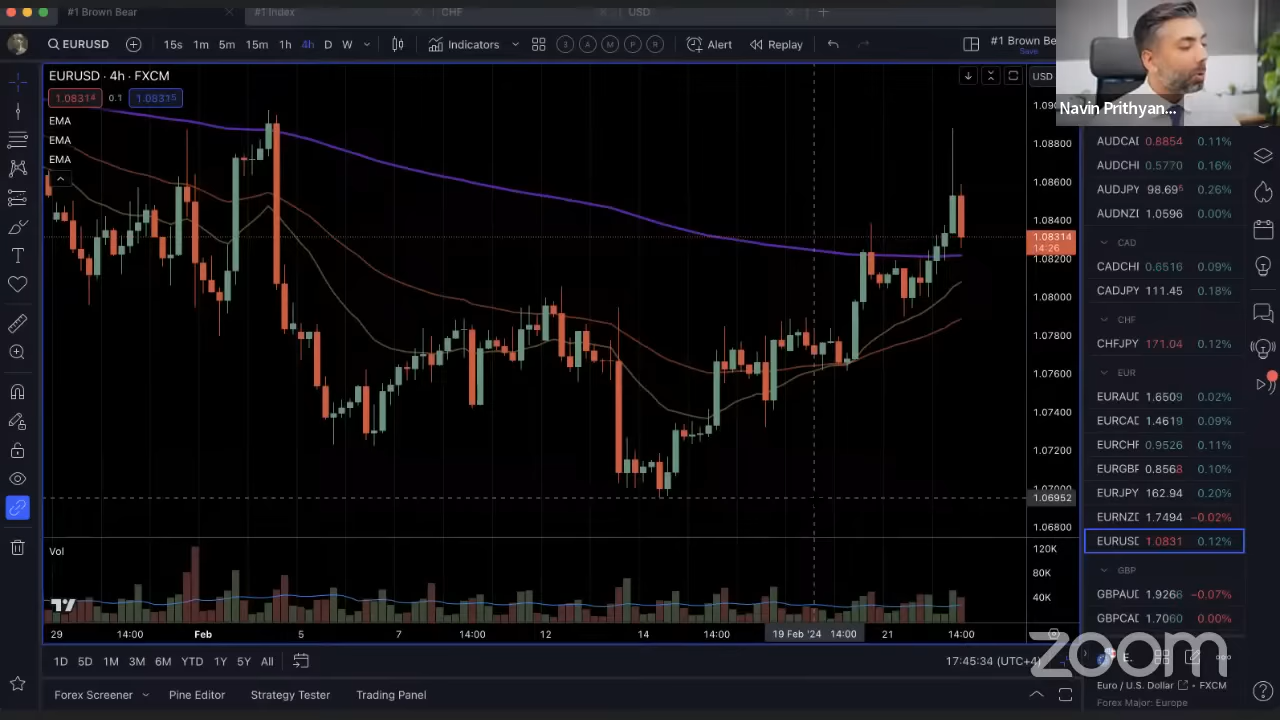 #1 Brown Bear
#1 Index
CHF
USD
EURUSD
15s 1m 5m 15m 1h 4h D W
Indicators
Alert
Replay
#1 Brown Be
Save
EURUSD · 4h · FXCM
1.08314 0.1 1.08315
EMA
EMA
EMA
USD
1.08800
1.08600
1.08400
1.08314
14:26
1.08200
1.08000
1.07800
1.07600
1.07400
1.07200
1.07000
1.06952
1.06800
Vol
120K
80K
40K
29 14:00 Feb 5 7 14:00 12 14 14:00 19 Feb '24 14:00 21 14:00
1D 5D 1M 3M 6M YTD 1Y 5Y All
17:45:34 (UTC+4)
Forex Screener
Pine Editor
Strategy Tester
Trading Panel
Navin Prithyan...
AUDCAD 0.8854 0.11%
AUDCHI 0.5770 0.16%
AUDJPY 98.695 0.26%
AUDNZI 1.0596 0.00%
CAD
CADCHI 0.6516 0.09%
CADJPY 111.45 0.18%
CHF
CHFJPY 171.04 0.12%
EUR
EURAUD 1.6509 0.02%
EURCAD 1.4619 0.09%
EURCHF 0.9526 0.11%
EURGBP 0.8568 0.10%
EURJPY 162.94 0.20%
EURNZD 1.7494 −0.02%
EURUSD 1.0831 0.12%
GBP
GBPAUD 1.9266 −0.07%
GBPCAD 1.7060 0.00%
zoom
Euro / U.S. Dollar · FXCM
Forex Major: Europe